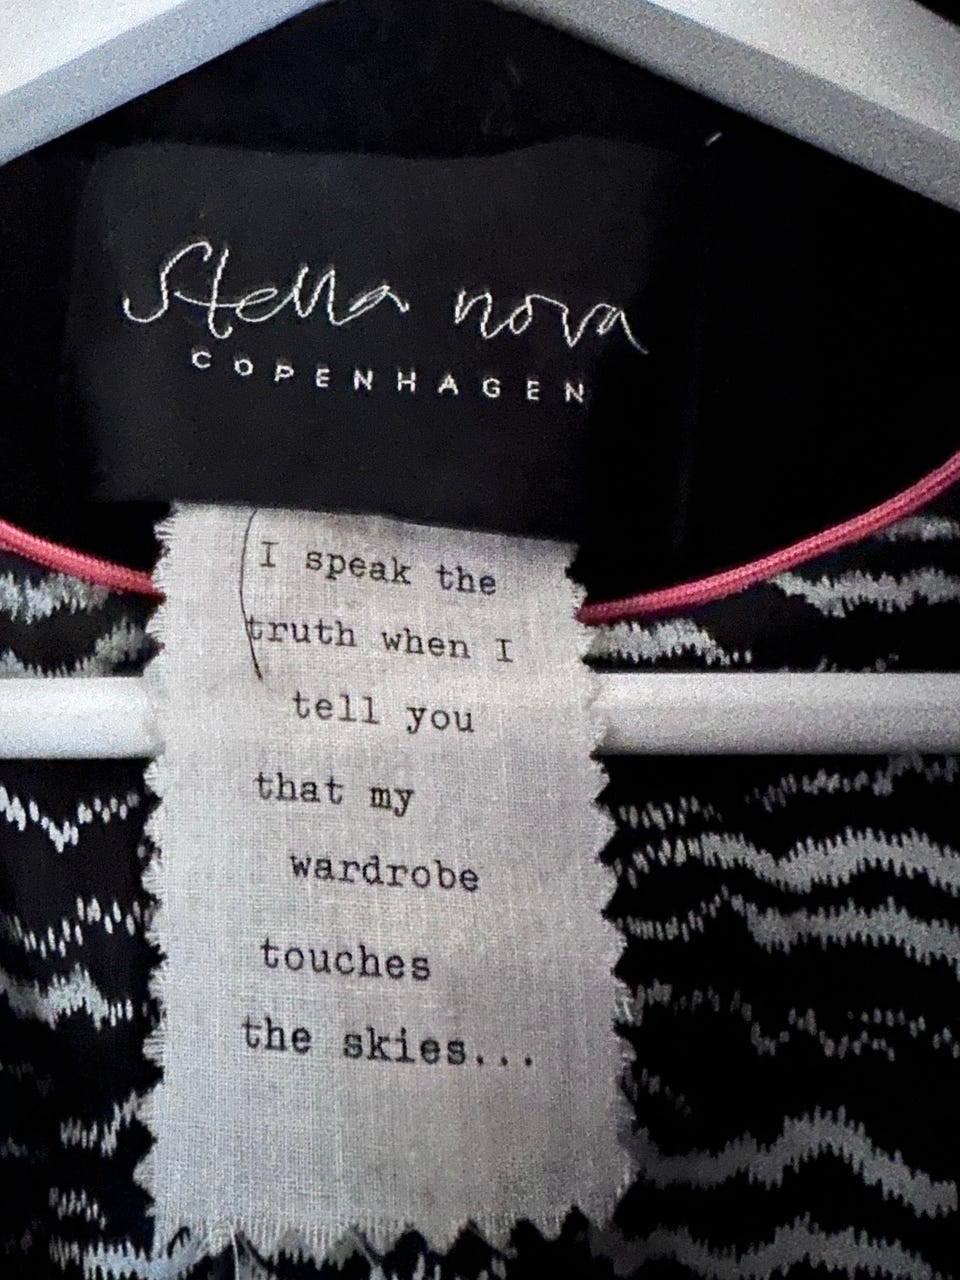 Stella nova
COPENHAGEN
I speak the
truth when I
tell you
that my
wardrobe
touches
the skies...